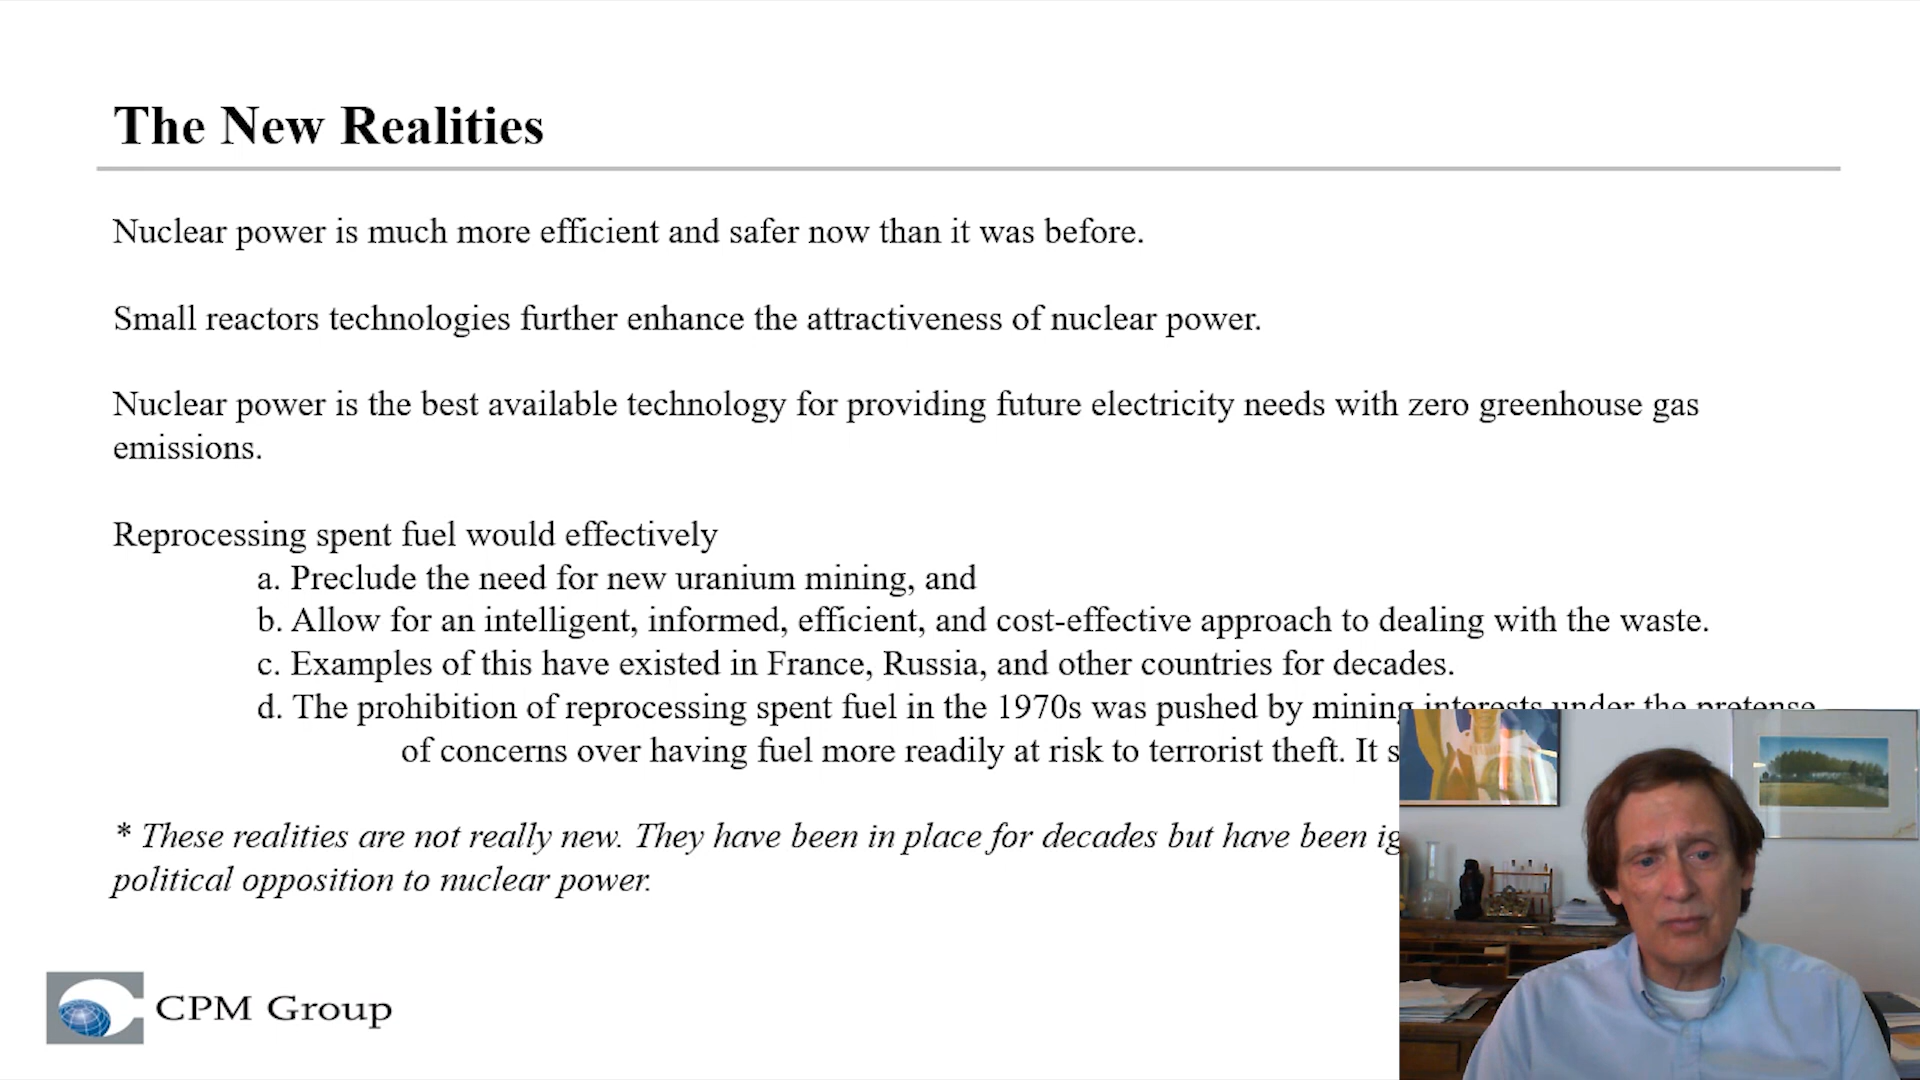 The New Realities
Nuclear power is much more efficient and safer now than it was before.
Small reactors technologies further enhance the attractiveness of nuclear power.
Nuclear power is the best available technology for providing future electricity needs with zero greenhouse gas
emissions.
Reprocessing spent fuel would effectively
a. Preclude the need for new uranium mining, and
b. Allow for an intelligent, informed, efficient, and cost-effective approach to dealing with the waste.
c. Examples of this have existed in France, Russia, and other countries for decades.
d. The prohibition of reprocessing spent fuel in the 1970s was pushed by mining interests under the pretense
of concerns over having fuel more readily at risk to terrorist theft. It
* These realities are not really new. They have been in place for decades but have been
political opposition to nuclear power.
CPM Group